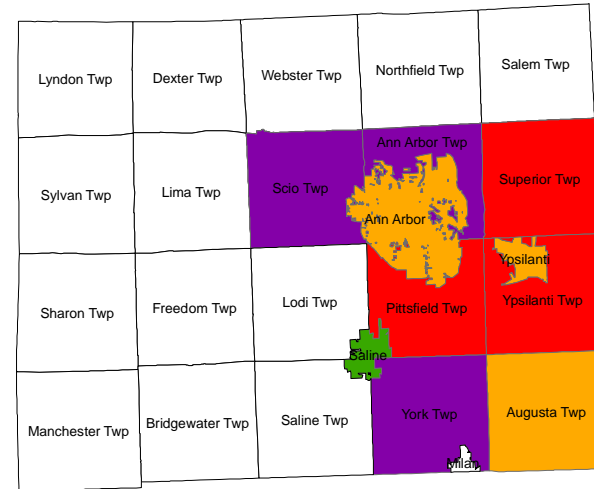 Lyndon Twp
Dexter Twp
Webster Twp
Northfield Twp
Salem Twp
Sylvan Twp
Lima Twp
Scio Twp
Ann Arbor Twp
Superior Twp
Ann Arbor
Ypsilanti
Sharon Twp
Freedom Twp
Lodi Twp
Pittsfield Twp
Ypsilanti Twp
Saline
Manchester Twp
Bridgewater Twp
Saline Twp
York Twp
Augusta Twp
Milan